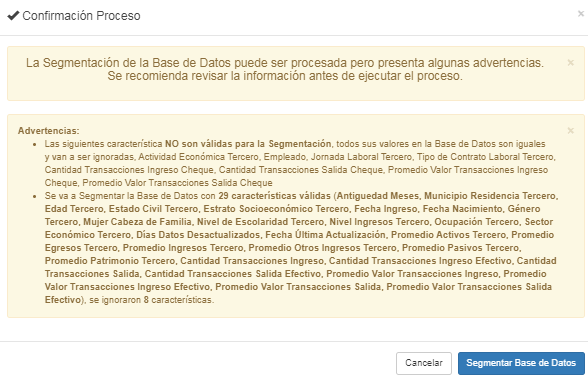 Confirmación Proceso
La Segmentación de la Base de Datos puede ser procesada pero presenta algunas advertencias.
Se recomienda revisar la información antes de ejecutar el proceso.
Advertencias:
Las siguientes característica NO son válidas para la Segmentación, todos sus valores en la Base de Datos son iguales
y van a ser ignoradas, Actividad Económica Tercero, Empleado, Jornada Laboral Tercero, Tipo de Contrato Laboral Tercero,
Cantidad Transacciones Ingreso Cheque, Cantidad Transacciones Salida Cheque, Promedio Valor Transacciones Ingreso
Cheque, Promedio Valor Transacciones Salida Cheque
Se va a Segmentar la Base de Datos con 29 características válidas (Antiguedad Meses, Municipio Residencia Tercero,
Edad Tercero, Estado Civil Tercero, Estrato Socioeconómico Tercero, Fecha Ingreso, Fecha Nacimiento, Género
Tercero, Mujer Cabeza de Familia, Nivel de Escolaridad Tercero, Nivel Ingresos Tercero, Ocupación Tercero, Sector
Económico Tercero, Días Datos Desactualizados, Fecha Última Actualización, Promedio Activos Tercero, Promedio
Egresos Tercero, Promedio Ingresos Tercero, Promedio Otros Ingresos Tercero, Promedio Pasivos Tercero,
Promedio Patrimonio Tercero, Cantidad Transacciones Ingreso, Cantidad Transacciones Ingreso Efectivo, Cantidad
Transacciones Salida, Cantidad Transacciones Salida Efectivo, Promedio Valor Transacciones Ingreso, Promedio
Valor Transacciones Ingreso Efectivo, Promedio Valor Transacciones Salida, Promedio Valor Transacciones Salida
Efectivo), se ignoraron 8 características.
Cancelar
Segmentar Base de Datos